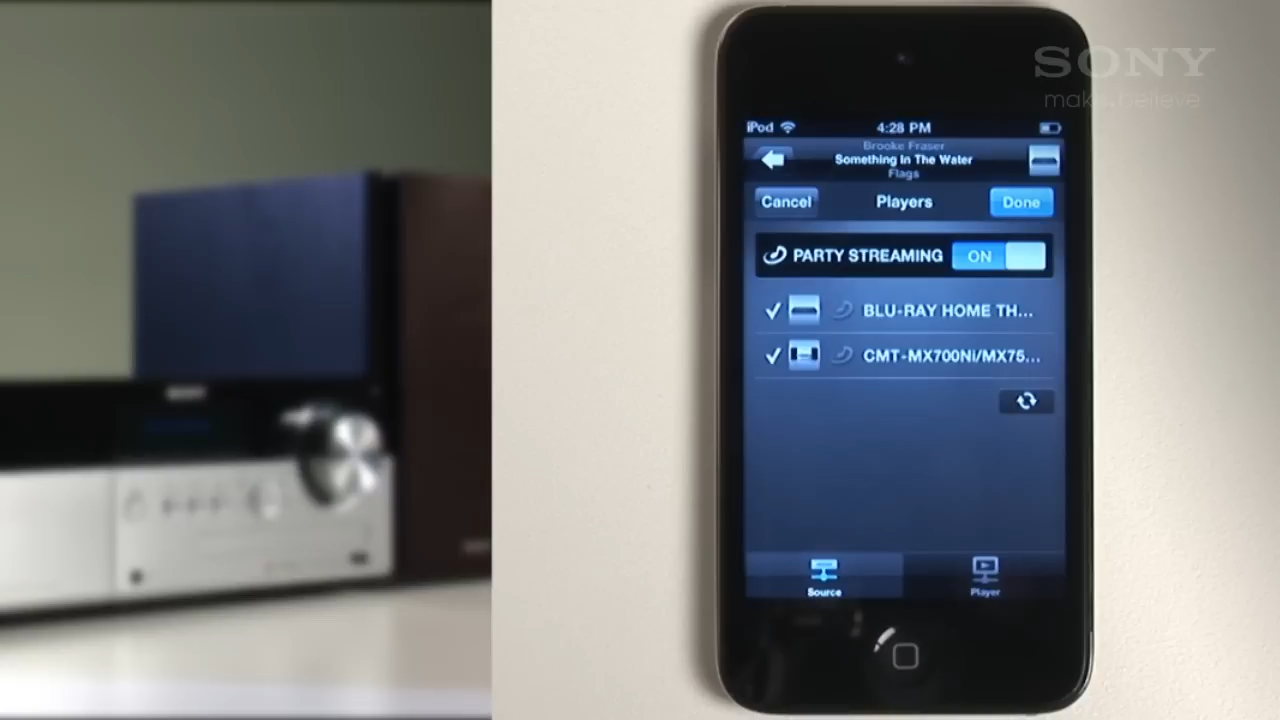 SONY
make.believe
iPod
4:28 PM
Brooke Fraser
Something In The Water
Flags
Cancel
Players
Done
PARTY STREAMING
ON
BLU-RAY HOME TH...
CMT-MX700Ni/MX75...
Source
Player
SONY